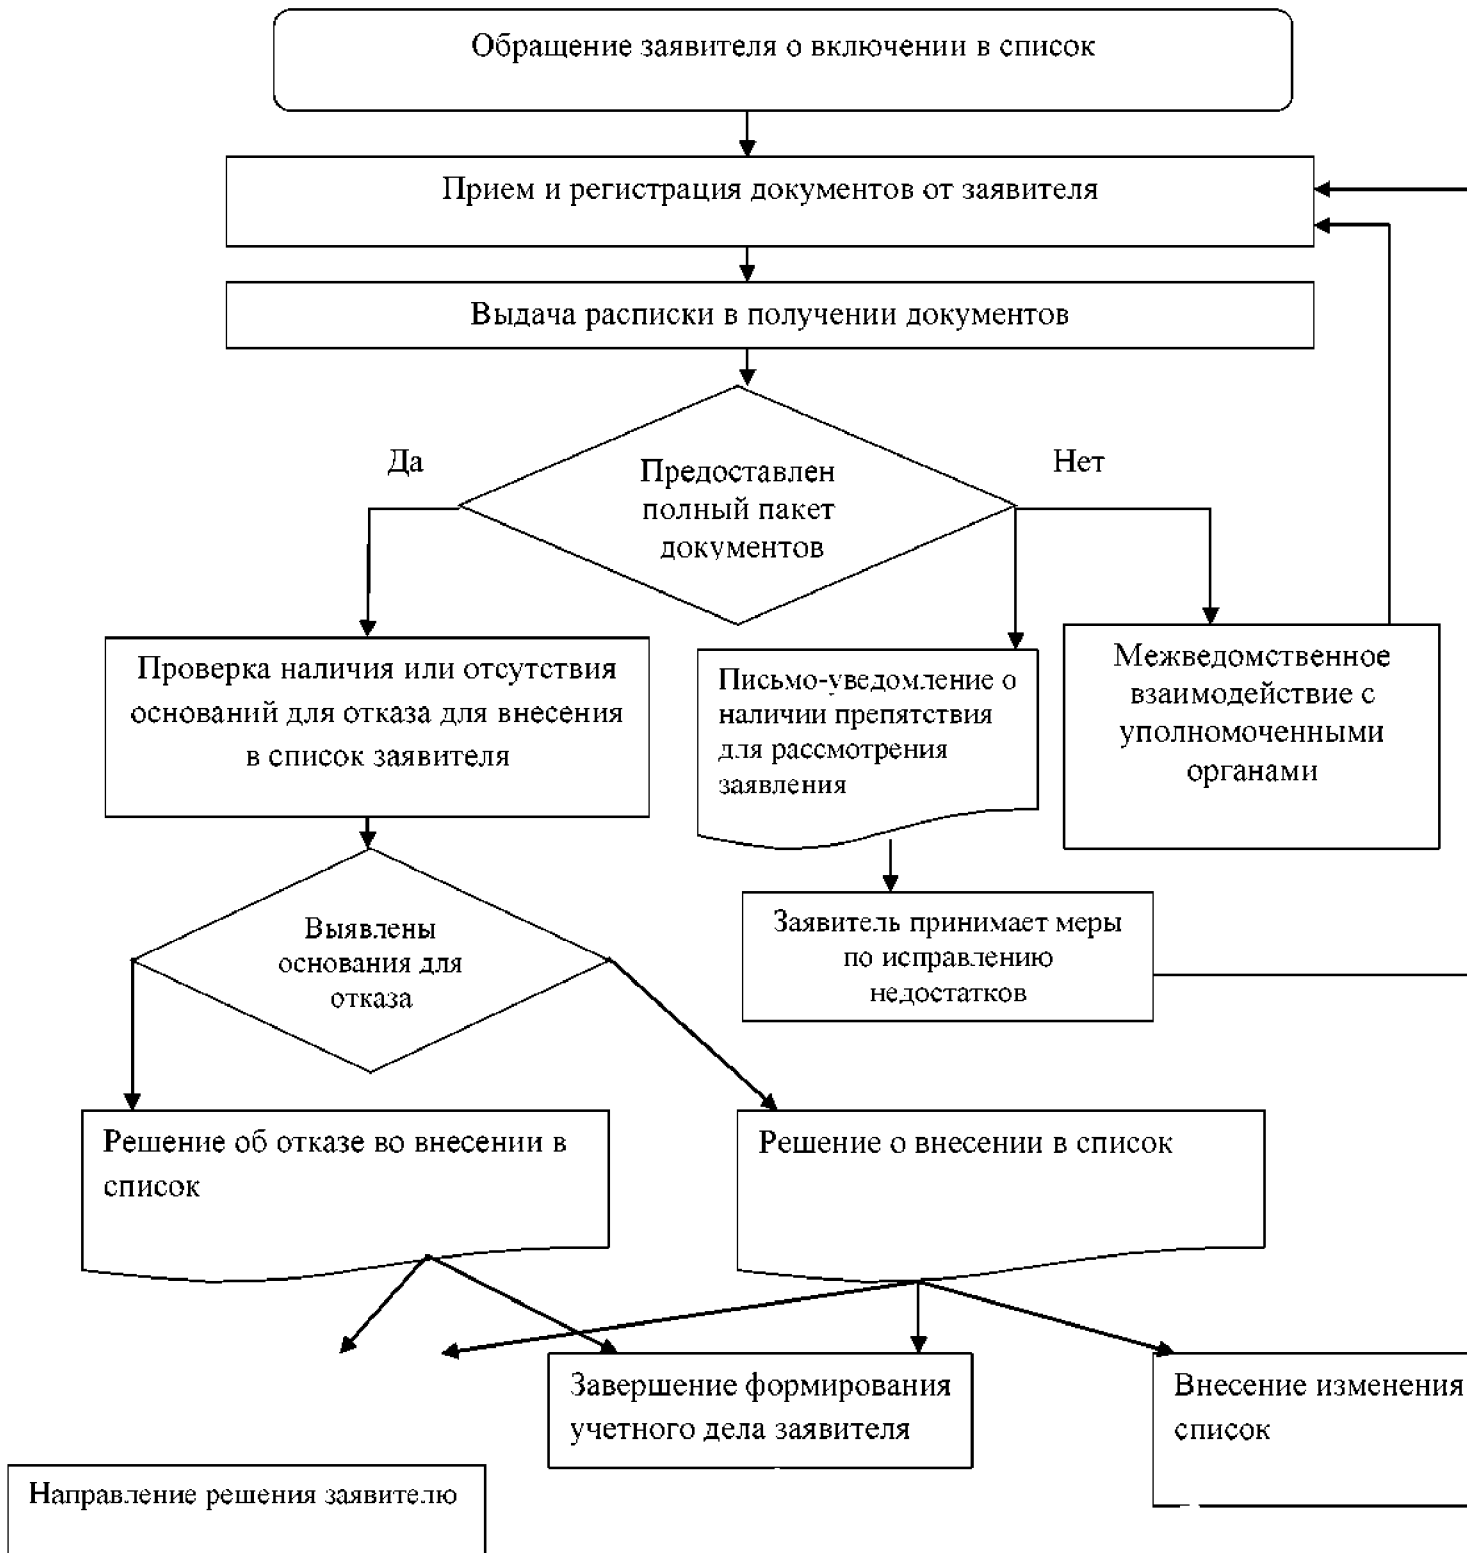 Обращение заявителя о включении в список
Прием и регистрация документов от заявителя
Выдача расписки в получении документов
Да
Нет
Предоставлен
полный пакет
документов
Проверка наличия или отсутствия
оснований для отказа для внесения
в список заявителя
Письмо-уведомление о
наличии препятствия
для рассмотрения
заявления
Межведомственное
взаимодействие с
уполномоченными
органами
Заявитель принимает меры
по исправлению
недостатков
Выявлены
основания для
отказа
Решение об отказе во внесении в
список
Решение о внесении в список
Завершение формирования
учетного дела заявителя
Внесение изменения
список
Направление решения заявителю